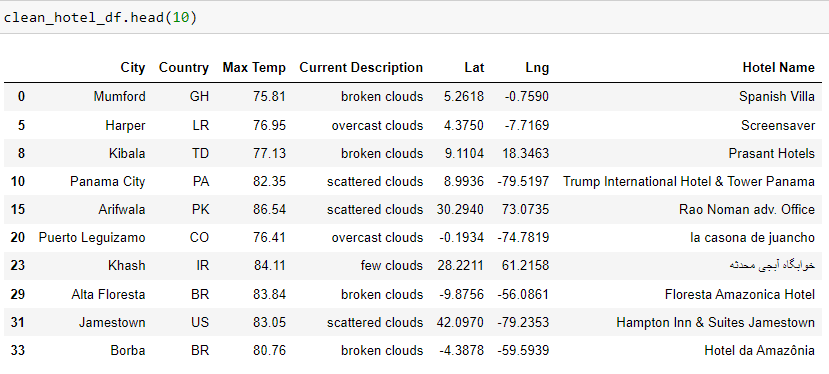 clean_hotel_df.head(10)
City Country Max Temp Current Description Lat Lng Hotel Name
0 Mumford GH 75.81 broken clouds 5.2618 -0.7590 Spanish Villa
5 Harper LR 76.95 overcast clouds 4.3750 -7.7169 Screensaver
8 Kibala TD 77.13 broken clouds 9.1104 18.3463 Prasant Hotels
10 Panama City PA 82.35 scattered clouds 8.9936 -79.5197 Trump International Hotel & Tower Panama
15 Arifwala PK 86.54 scattered clouds 30.2940 73.0735 Rao Noman adv. Office
20 Puerto Leguizamo CO 76.41 overcast clouds -0.1934 -74.7819 la casona de juancho
23 Khash IR 84.11 few clouds 28.2211 61.2158 خوابگاه آبجی محدثه
29 Alta Floresta BR 83.84 broken clouds -9.8756 -56.0861 Floresta Amazonica Hotel
31 Jamestown US 83.05 scattered clouds 42.0970 -79.2353 Hampton Inn & Suites Jamestown
33 Borba BR 80.76 broken clouds -4.3878 -59.5939 Hotel da Amazônia